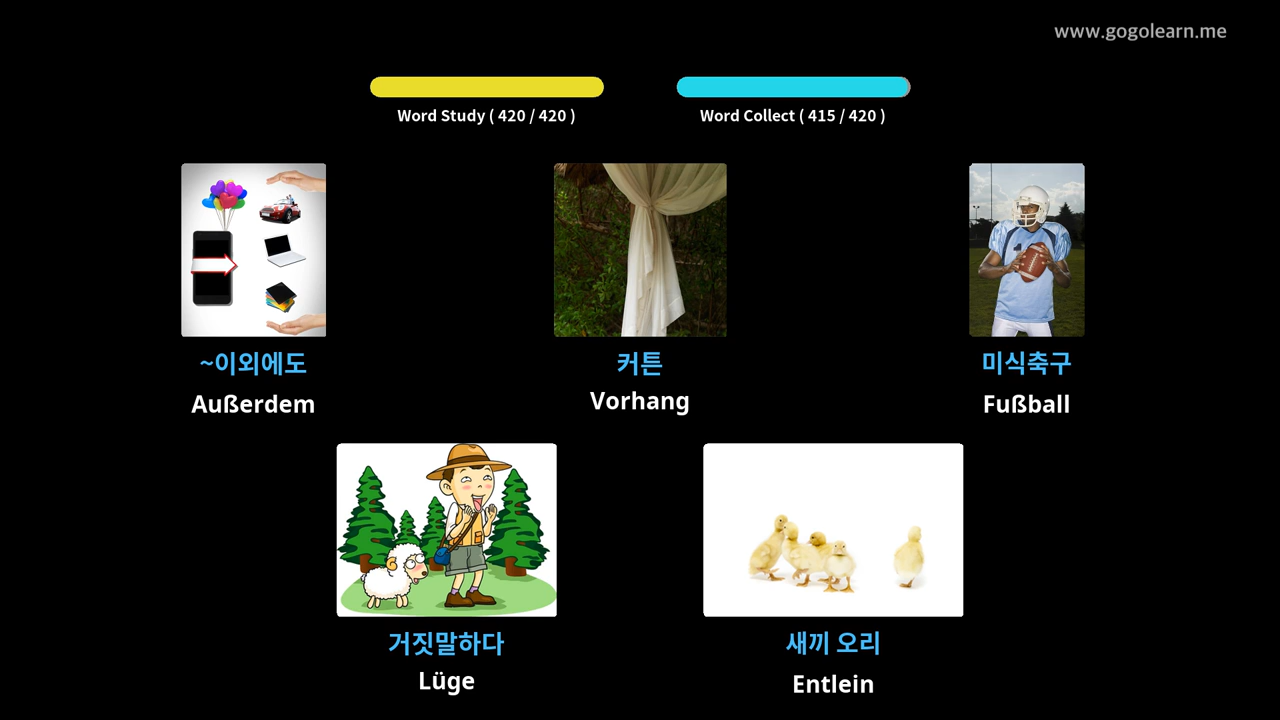 www.gogolearn.me
Word Study ( 420 / 420 )
Word Collect ( 415 / 420 )
~이외에도
Außerdem
커튼
Vorhang
미식축구
Fußball
거짓말하다
Lüge
새끼 오리
Entlein